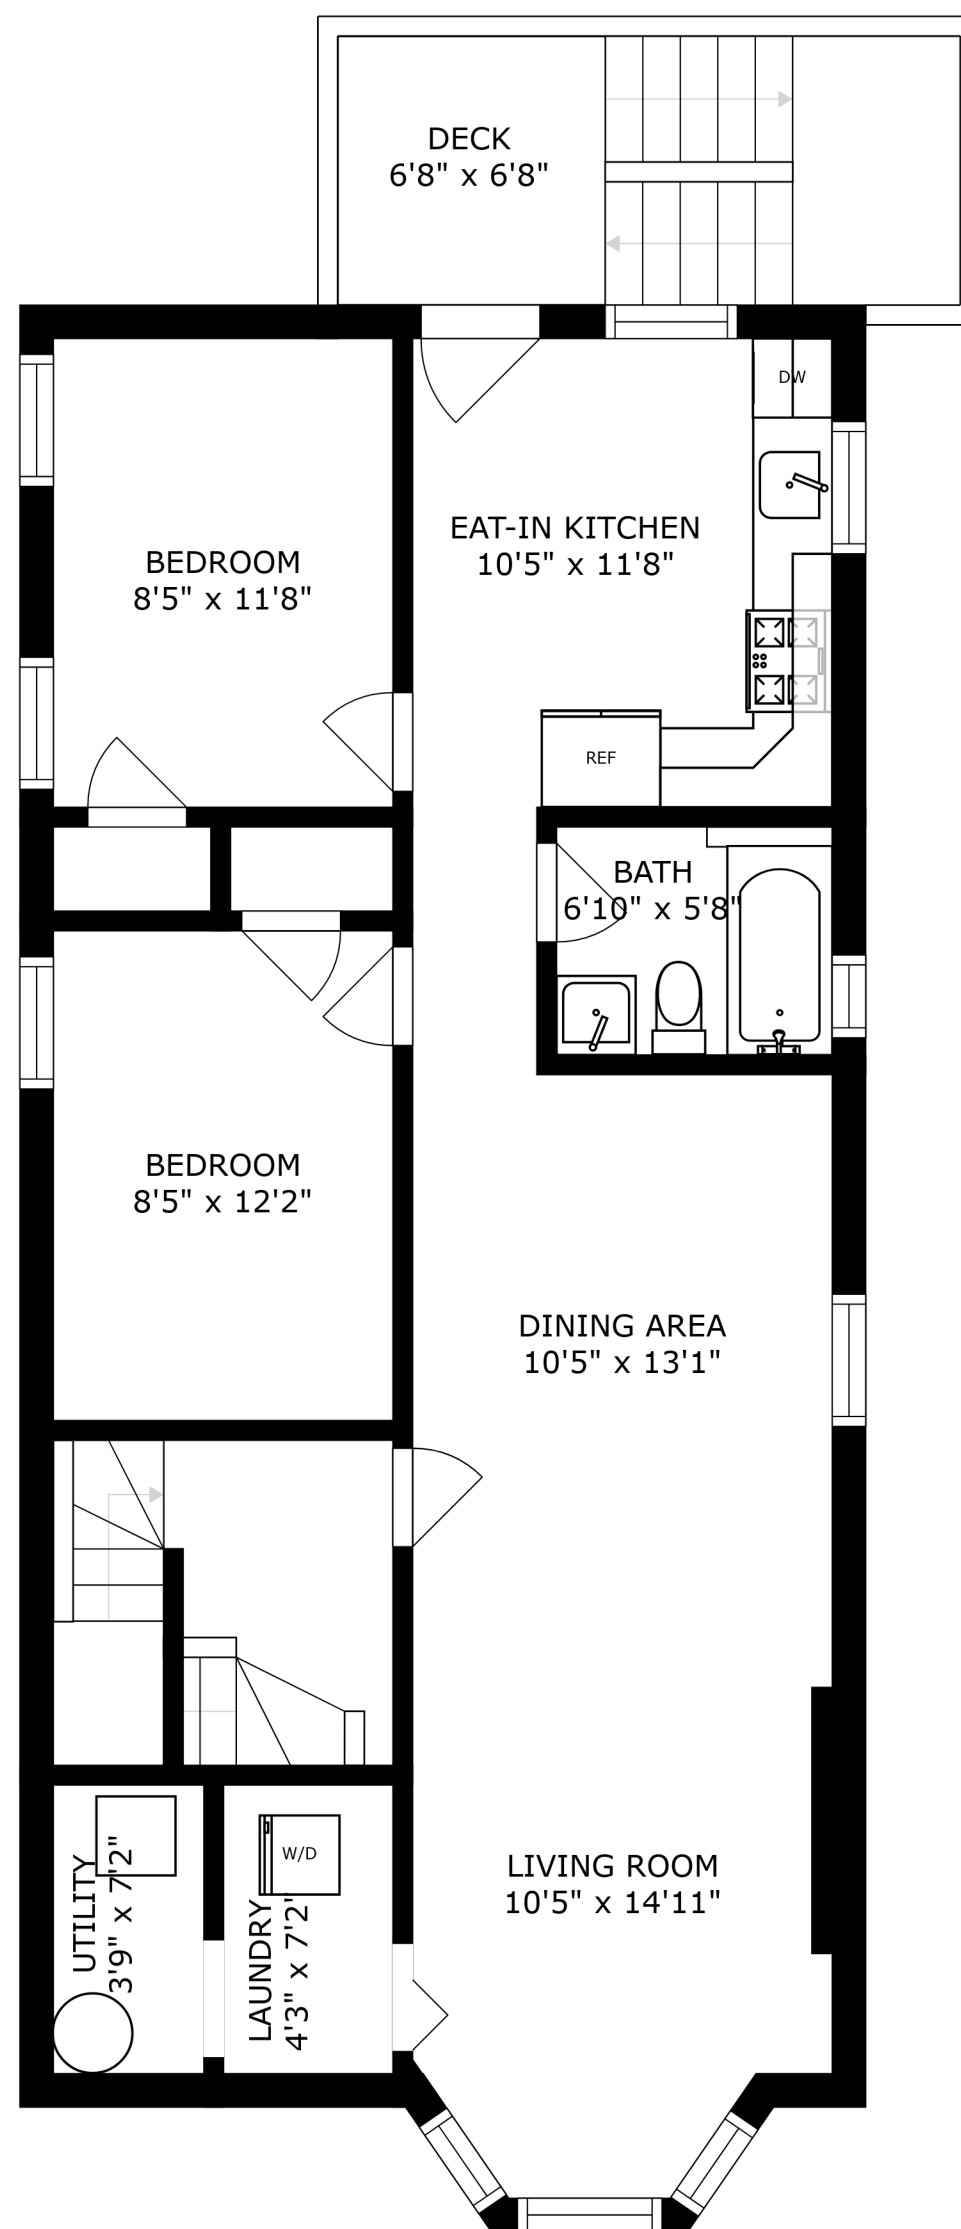 DECK
6'8" x 6'8"
DW
EAT-IN KITCHEN
10'5" x 11'8"
BEDROOM
8'5" x 11'8"
REF
BATH
6'10" x 5'8"
BEDROOM
8'5" x 12'2"
DINING AREA
10'5" x 13'1"
LIVING ROOM
10'5" x 14'11"
W/D
UTILITY
3'9" x 7'2"
LAUNDRY
4'3" x 7'2"